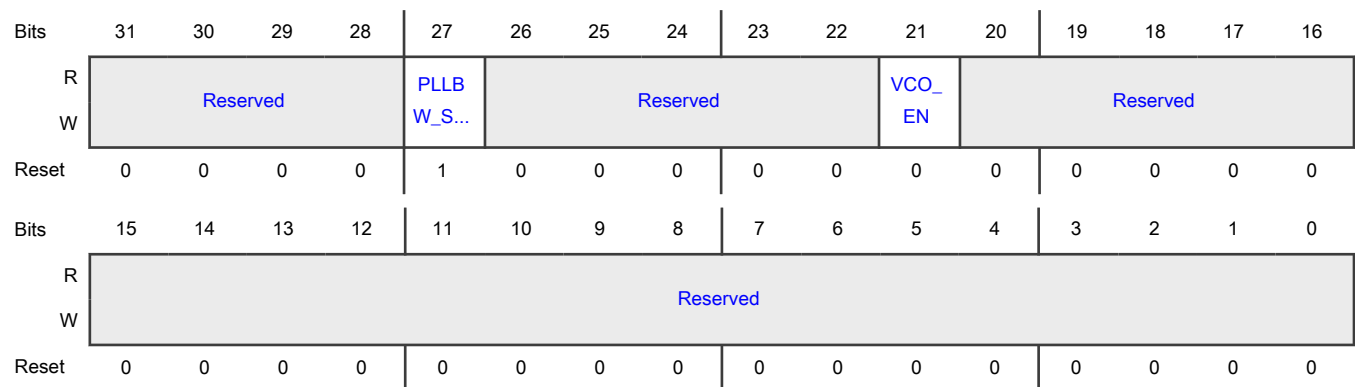 Bits 31 30 29 28 27 26 25 24 23 22 21 20 19 18 17 16
R
Reserved PLLB W_S... Reserved VCO_ EN Reserved
W
Reset 0 0 0 0 1 0 0 0 0 0 0 0 0 0 0 0
Bits 15 14 13 12 11 10 9 8 7 6 5 4 3 2 1 0
R
Reserved
W
Reset 0 0 0 0 0 0 0 0 0 0 0 0 0 0 0 0